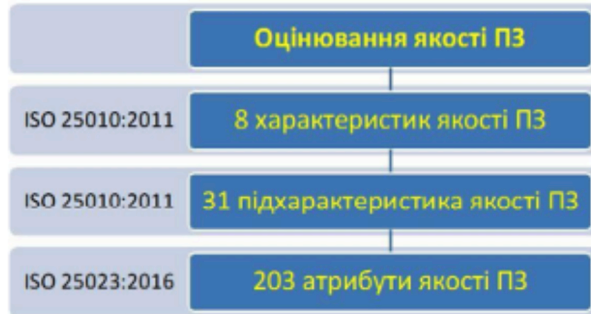 Оцінювання якості ПЗ
ISO 25010:2011 8 характеристик якості ПЗ
ISO 25010:2011 31 підхарактеристика якості ПЗ
ISO 25023:2016 203 атрибути якості ПЗ